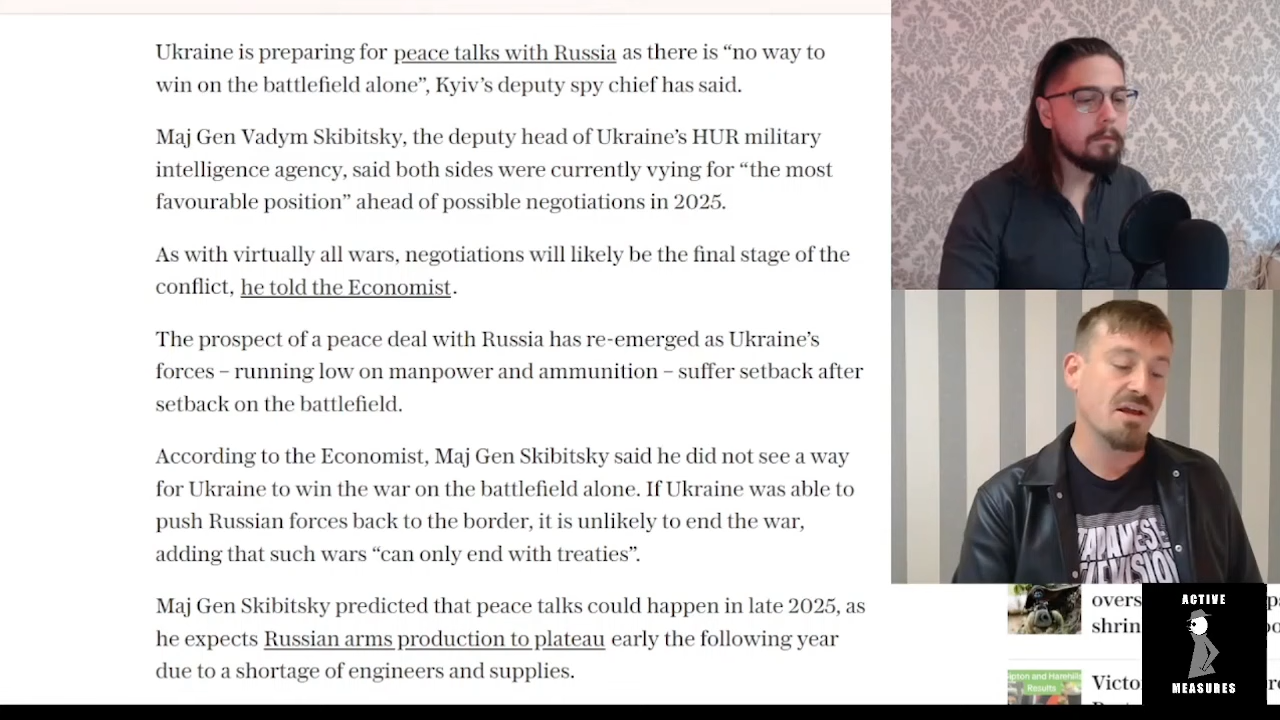 Ukraine is preparing for peace talks with Russia as there is “no way to
win on the battlefield alone”, Kyiv’s deputy spy chief has said.
Maj Gen Vadym Skibitsky, the deputy head of Ukraine’s HUR military
intelligence agency, said both sides were currently vying for “the most
favourable position” ahead of possible negotiations in 2025.
As with virtually all wars, negotiations will likely be the final stage of the
conflict, he told the Economist.
The prospect of a peace deal with Russia has re-emerged as Ukraine’s
forces – running low on manpower and ammunition – suffer setback after
setback on the battlefield.
According to the Economist, Maj Gen Skibitsky said he did not see a way
for Ukraine to win the war on the battlefield alone. If Ukraine was able to
push Russian forces back to the border, it is unlikely to end the war,
adding that such wars “can only end with treaties”.
Maj Gen Skibitsky predicted that peace talks could happen in late 2025, as
he expects Russian arms production to plateau early the following year
due to a shortage of engineers and supplies.
JAPANESE
TELEVISION
overs
shrin
and Harehills
Results
Victo
ACTIVE
MEASURES